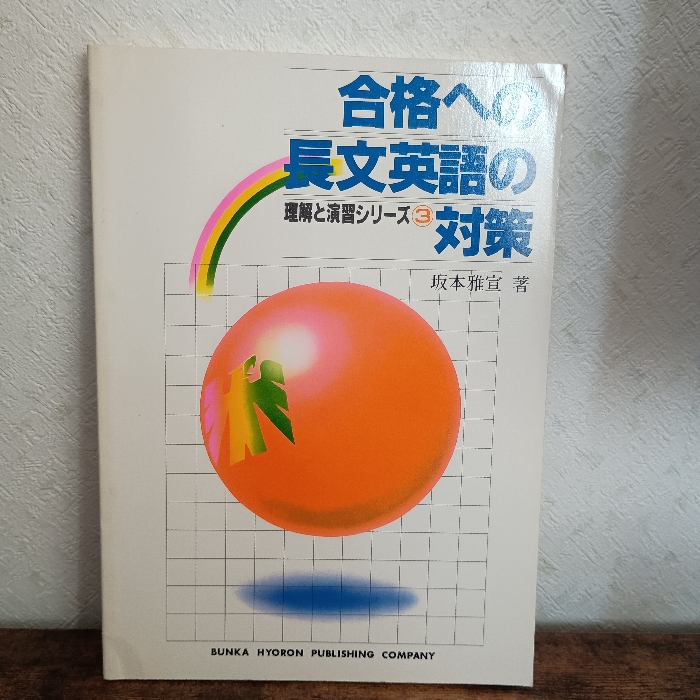 合格への
長文英語の
理解と演習シリーズ③
対策
坂本雅宣 著
BUNKA HYORON PUBLISHING COMPANY